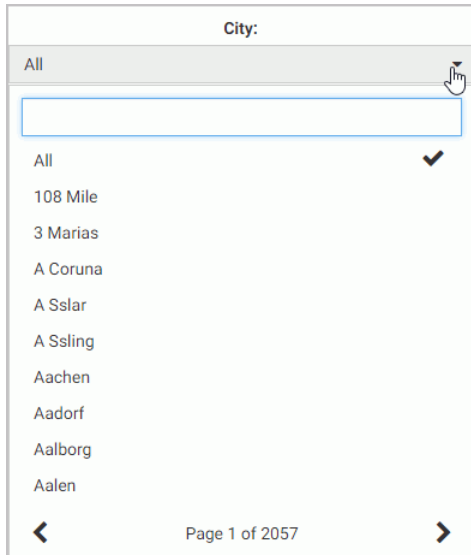 City:
All
All
108 Mile
3 Marias
A Coruna
A Sslar
A Ssling
Aachen
Aadorf
Aalborg
Aalen
Page 1 of 2057